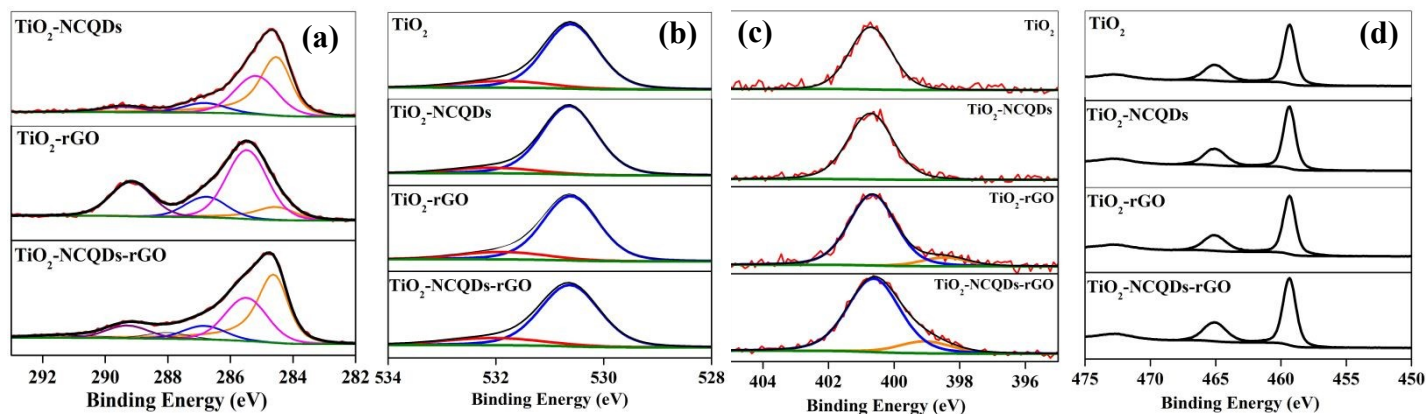 (a)
TiO2-NCQDs
TiO2-rGO
TiO2-NCQDs-rGO
292 290 288 286 284 282
Binding Energy (eV)
(b)
TiO2
TiO2-NCQDs
TiO2-rGO
TiO2-NCQDs-rGO
534 532 530 528
Binding Energy (eV)
(c)
TiO2
TiO2-NCQDs
TiO2-rGO
TiO2-NCQDs-rGO
404 402 400 398 396
Binding Energy (eV)
(d)
TiO2
TiO2-NCQDs
TiO2-rGO
TiO2-NCQDs-rGO
475 470 465 460 455 450
Binding Energy (eV)